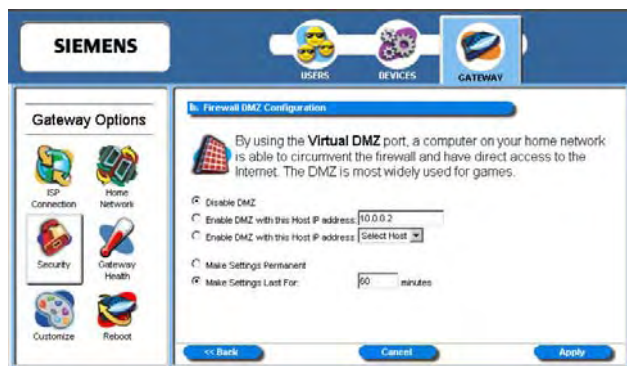 SIEMENS
USERS
DEVICES
GATEWAY
Gateway Options
ISP
Connection
Home
Network
Security
Gateway
Health
Customize
Reboot
Firewall DMZ Configuration
By using the Virtual DMZ port, a computer on your home network
is able to circumvent the firewall and have direct access to the
Internet. The DMZ is most widely used for games.
Disable DMZ
Enable DMZ with this Host IP address: 10.0.0.2
Enable DMZ with this Host IP address: Select Host
Make Settings Permanent
Make Settings Last For: 60 minutes
<< Back
Cancel
Apply